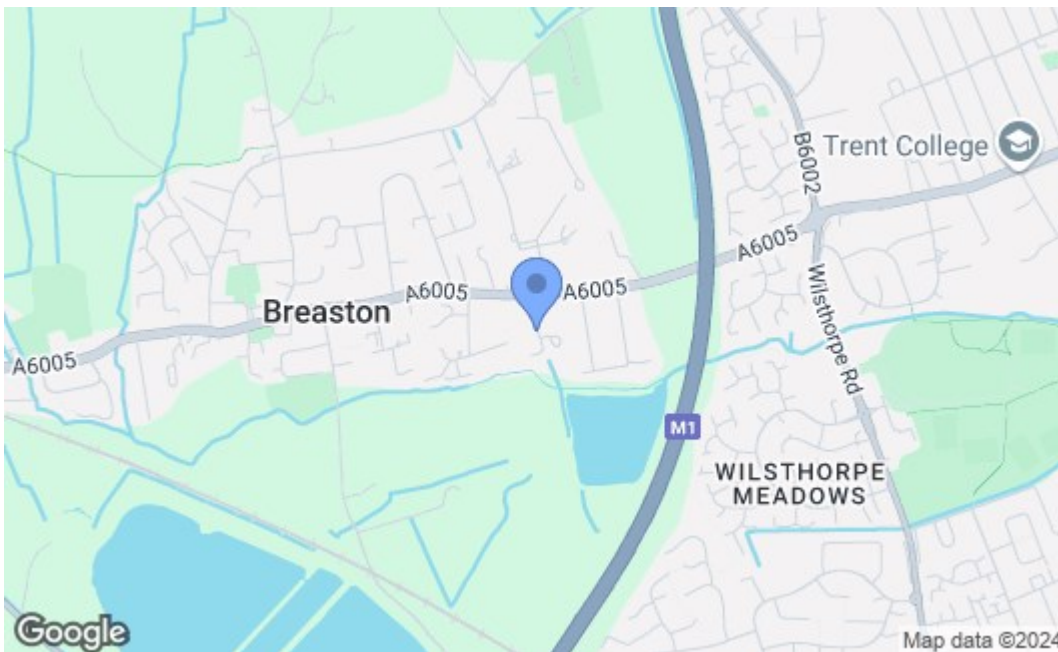 Trent College
B6002
A6005
A6005
A6005
Breaston
A6005
Wilsthorpe Rd
M1
WILSTHORPE
MEADOWS
Google
Map data ©2024